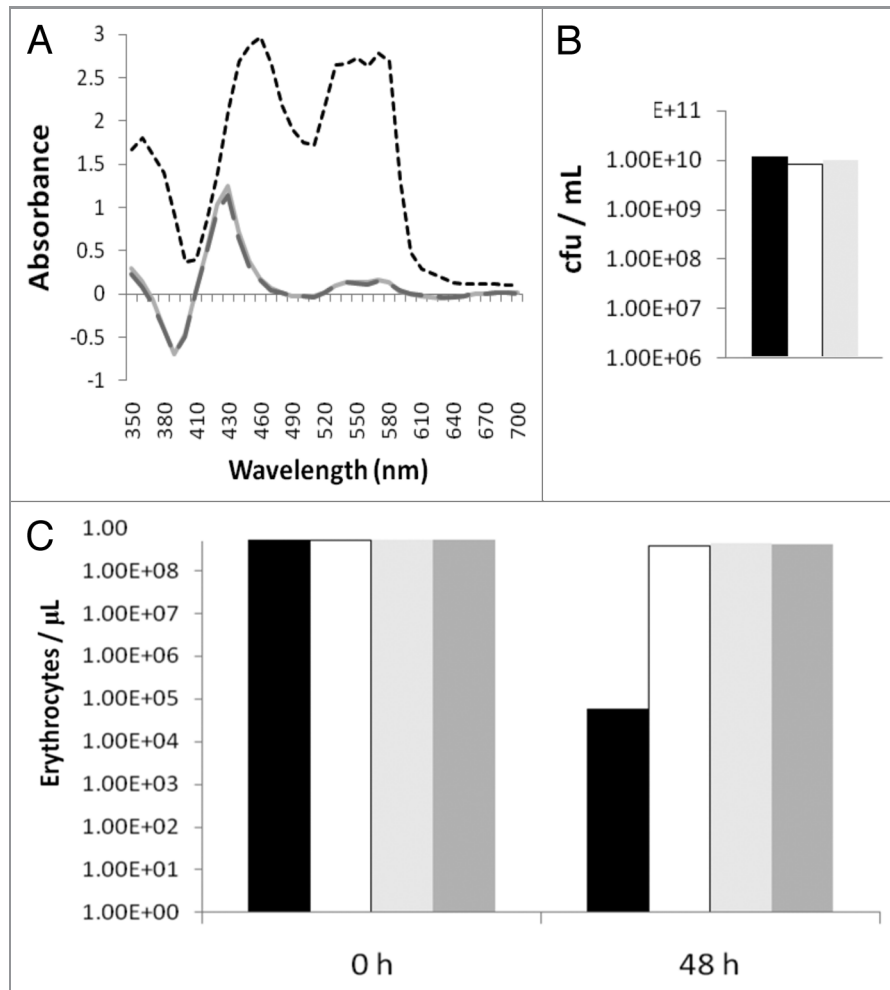 A
Absorbance
3
2.5
2
1.5
1
0.5
0
-0.5
-1
350
380
410
430
460
490
520
550
580
610
640
670
700
Wavelength (nm)
B
cfu / mL
E+11
1.00E+10
1.00E+09
1.00E+08
1.00E+07
1.00E+06
C
Erythrocytes / µL
1.00
1.00E+08
1.00E+07
1.00E+06
1.00E+05
1.00E+04
1.00E+03
1.00E+02
1.00E+01
1.00E+00
0 h
48 h